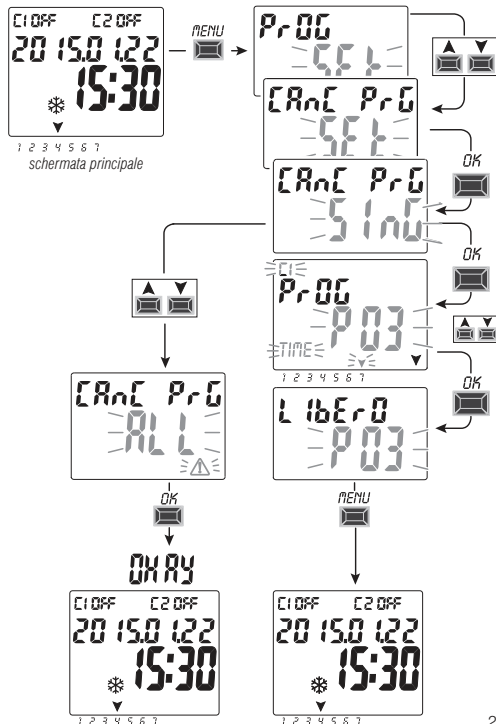 C1 OFF C2 OFF
2015.01.22
15:30
1 2 3 4 5 6 7
schermata principale
MENU
PrOG
SEt
CAnC PrG
SEt
OK
CAnC PrG
SInG
OK
C1
PrOG
P03
TIME
1 2 3 4 5 6 7
OK
LIbErO
P03
MENU
C1 OFF C2 OFF
2015.01.22
15:30
1 2 3 4 5 6 7
CAnC PrG
ALL
OK
OKAY
C1 OFF C2 OFF
2015.01.22
15:30
1 2 3 4 5 6 7